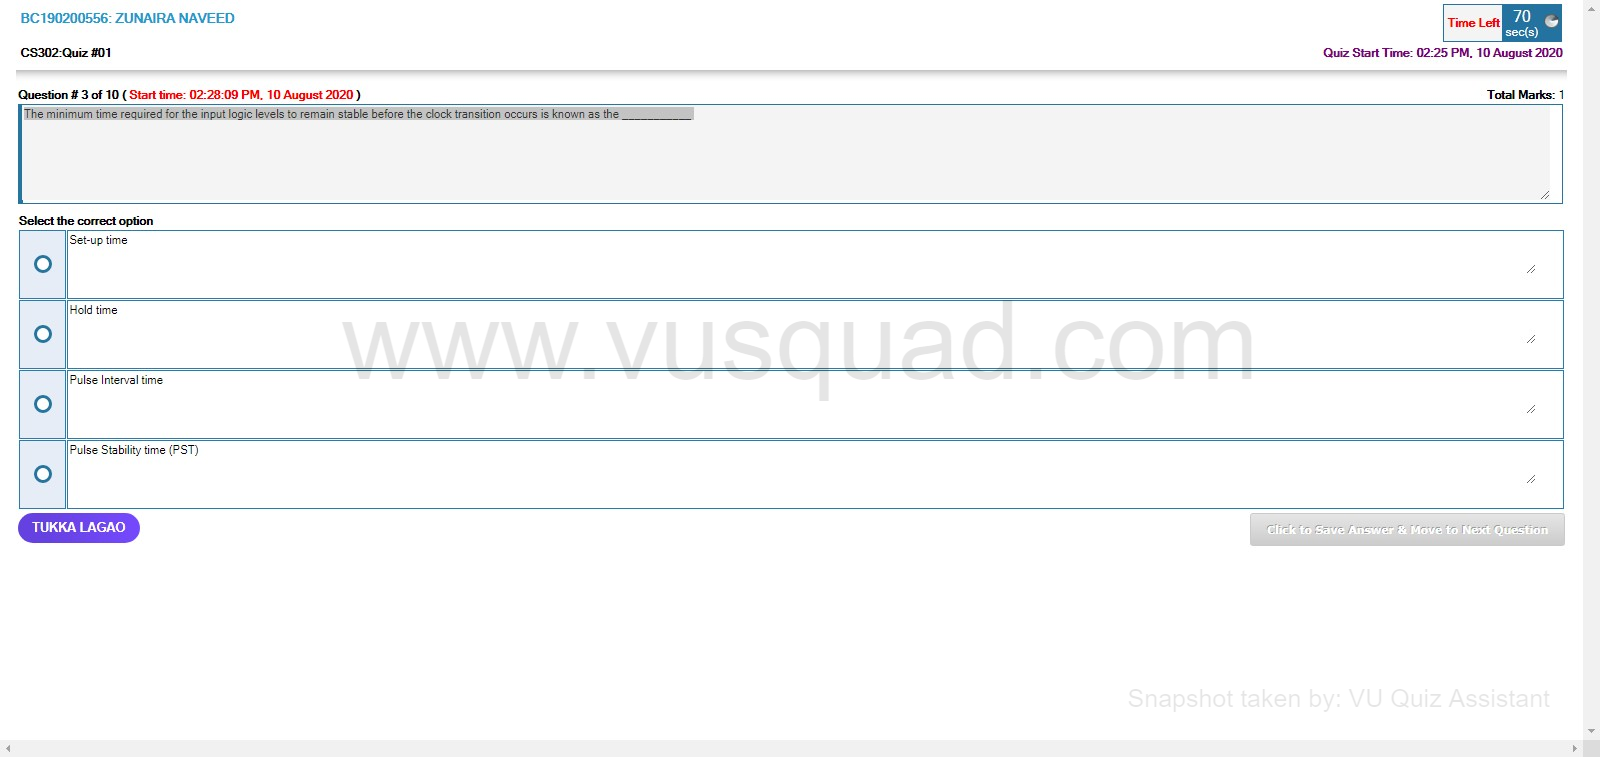 BC190200556: ZUNAIRA NAVEED
Time Left 70 sec(s)
CS302:Quiz #01
Quiz Start Time: 02:25 PM, 10 August 2020
Question # 3 of 10 ( Start time: 02:28:09 PM, 10 August 2020 )
Total Marks: 1
The minimum time required for the input logic levels to remain stable before the clock transition occurs is known as the ___________
Select the correct option
Set-up time
Hold time
Pulse Interval time
Pulse Stability time (PST)
www.vusquad.com
TUKKA LAGAO
Click to Save Answer & Move to Next Question
Snapshot taken by: VU Quiz Assistant